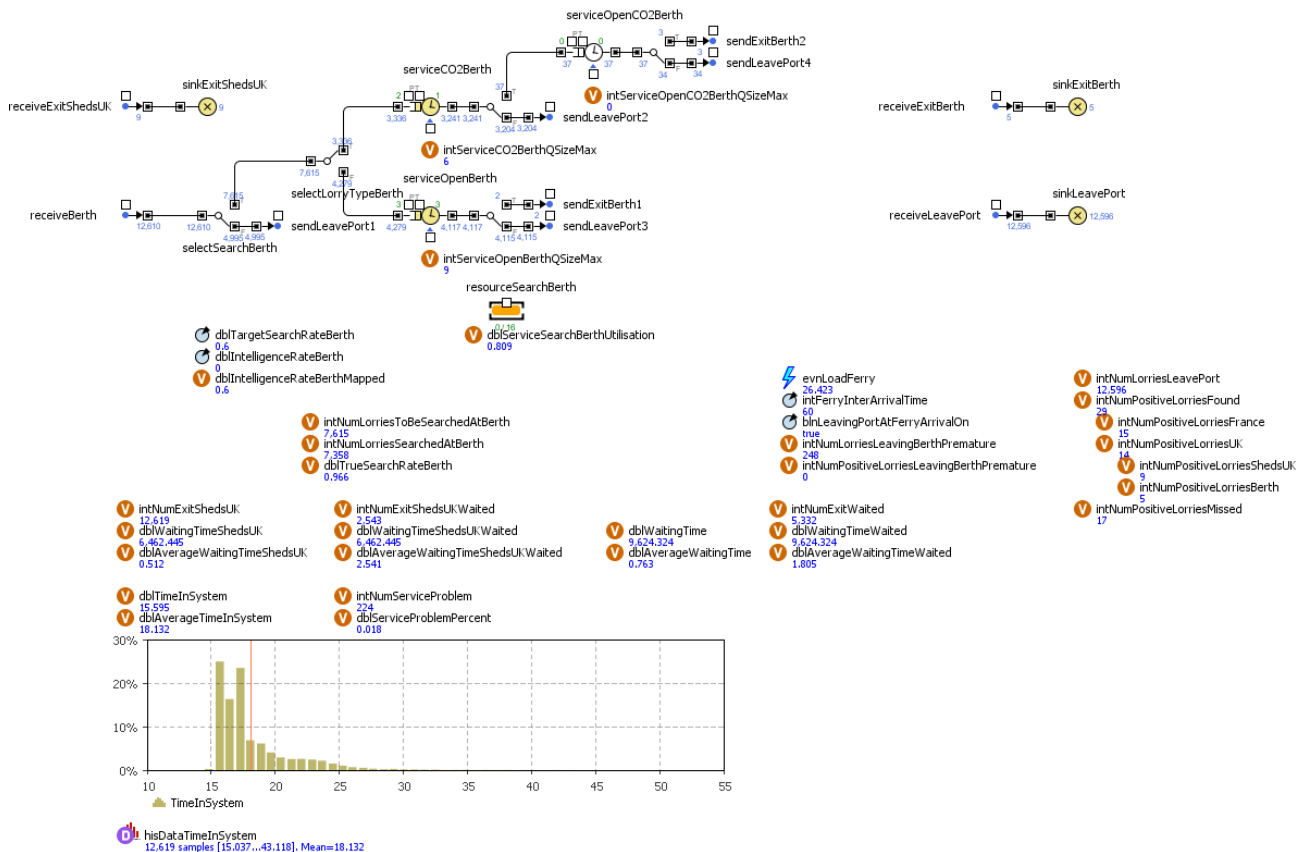 serviceOpenCO2Berth
0 PT 0
3 T
3
sendExitBerth2
37 37 37
34 F 34
sendLeavePort4
intServiceOpenCO2BerthQSizeMax
0
serviceCO2Berth
2 PT 1
3,336 3,241 3,241
37 T
3,204 F 3,204
sendLeavePort2
intServiceCO2BerthQSizeMax
6
receiveExitShedsUK
9
sinkExitShedsUK
9
receiveExitBerth
5
sinkExitBerth
5
3,336 T
7,615
4,279 F
selectLorryTypeBerth
serviceOpenBerth
3 PT 3
4,279 4,117 4,117
2 T 2
sendExitBerth1
4,115 F 4,115
sendLeavePort3
intServiceOpenBerthQSizeMax
9
receiveBerth
12,610 12,610
7,615 T
4,995 F 4,995
sendLeavePort1
selectSearchBerth
receiveLeavePort
12,596
sinkLeavePort
12,596
resourceSearchBerth
0 / 16
dblServiceSearchBerthUtilisation
0.809
dblTargetSearchRateBerth
0.6
dblIntelligenceRateBerth
0
dblIntelligenceRateBerthMapped
0.6
evnLoadFerry
26.423
intFerryInterArrivalTime
60
blnLeavingPortAtFerryArrivalOn
true
intNumLorriesLeavingBerthPremature
248
intNumPositiveLorriesLeavingBerthPremature
0
intNumLorriesLeavePort
12,596
intNumPositiveLorriesFound
29
intNumPositiveLorriesFrance
15
intNumPositiveLorriesUK
14
intNumPositiveLorriesShedsUK
9
intNumPositiveLorriesBerth
5
intNumPositiveLorriesMissed
17
intNumLorriesToBeSearchedAtBerth
7,615
intNumLorriesSearchedAtBerth
7,358
dblTrueSearchRateBerth
0.966
intNumExitShedsUK
12,619
dblWaitingTimeShedsUK
6,462.445
dblAverageWaitingTimeShedsUK
0.512
intNumExitShedsUKWaited
2,543
dblWaitingTimeShedsUKWaited
6,462.445
dblAverageWaitingTimeShedsUKWaited
2.541
dblWaitingTime
9,624.324
dblAverageWaitingTime
0.763
intNumExitWaited
5,332
dblWaitingTimeWaited
9,624.324
dblAverageWaitingTimeWaited
1.805
dblTimeInSystem
15.595
dblAverageTimeInSystem
18.132
intNumServiceProblem
224
dblServiceProblemPercent
0.018
30%
20%
10%
0%
10 15 20 25 30 35 40 45 50 55
TimeInSystem
hisDataTimeInSystem
12,619 samples [15.037...43.118]. Mean=18.132